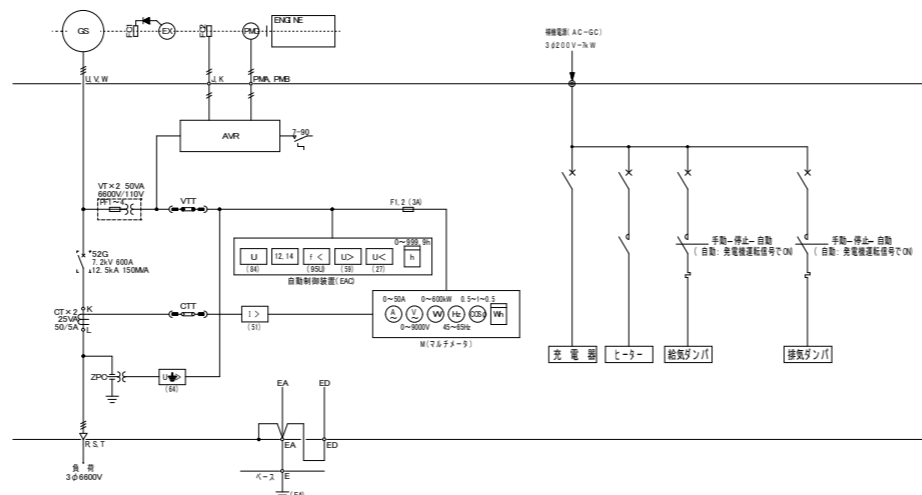 GS
FC1
EX
FC2
PMG
ENGINE
補機電源(AC-GC)
3φ200V-7kW
U,V,W
J,K
PMA, PMB
AVR
7-90
VT×2 50VA
6600V/110V
PF1~4
VTT
F1,2 (3A)
0~999.9h
U
12,14
f <
U>
U<
h
(84)
(95U)
(59)
(27)
自動制御装置(EAC)
*52G
7.2kV 600A
12.5kA 150MVA
手動-停止-自動
(自動: 発電機運転信号でON)
手動-停止-自動
(自動: 発電機運転信号でON)
CT×2
25VA
50/5A
K
L
CTT
I >
(51)
0~50A
0~600kW
0.5~1~0.5
A
V
W
Hz
COSφ
Wh
0~9000V
45~65Hz
M(マルチメータ)
充電器
ヒーター
給気ダンパ
排気ダンパ
ZPC
U >
(64)
EA
ED
R,S,T
EA
ED
負荷
3φ6600V
ベース
E
(EA)